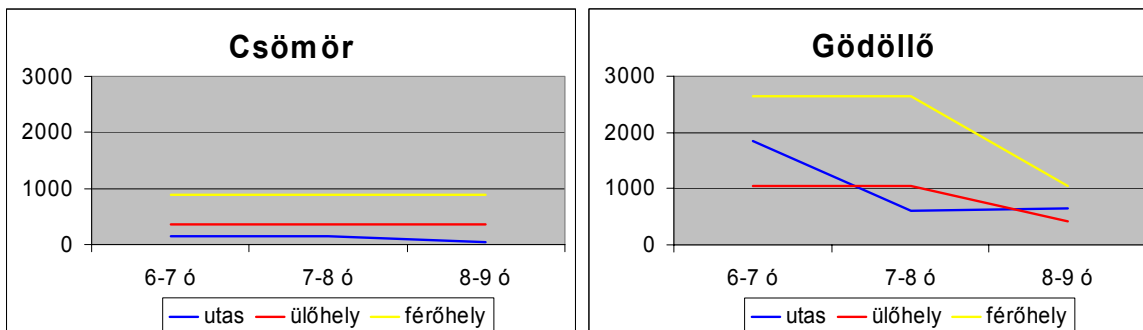 Csömör
3000
2000
1000
0
6-7 ó 7-8 ó 8-9 ó
utas ülőhely férőhely
Gödöllő
3000
2000
1000
0
6-7 ó 7-8 ó 8-9 ó
utas ülőhely férőhely